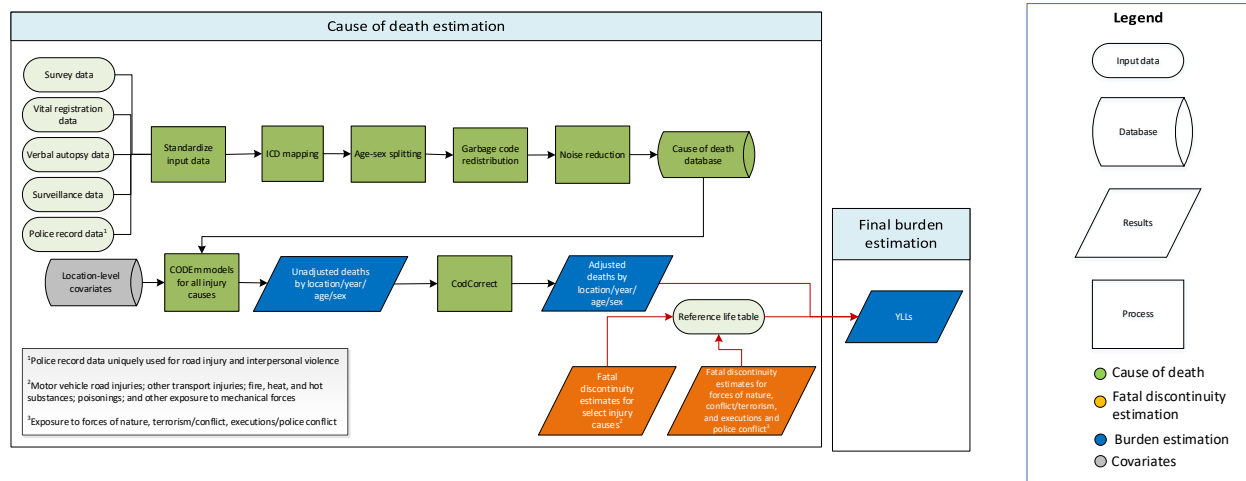 Cause of death estimation
Survey data
Vital registration
data
Verbal autopsy data
Surveillance data
Police record data¹
Standardize
input data
ICD mapping
Age-sex splitting
Garbage code
redistribution
Noise reduction
Cause of death
database
Location-level
covariates
CODEm models
for all injury
causes
Unadjusted deaths
by location/year/
age/sex
CodCorrect
Adjusted
deaths by
location/year/
age/sex
Reference life table
Fatal
discontinuity
estimates for
select injury
causes²
Fatal discontinuity
estimates for
forces of nature,
conflict/terrorism,
and executions and
police conflict³
¹Police record data uniquely used for road injury and interpersonal violence
²Motor vehicle road injuries; other transport injuries; fire, heat, and hot
substances; poisonings; and other exposure to mechanical forces
³Exposure to forces of nature, terrorism/conflict, executions/police conflict
Final burden
estimation
YLLs
Legend
Input data
Database
Results
Process
Cause of death
Fatal discontinuity
estimation
Burden estimation
Covariates